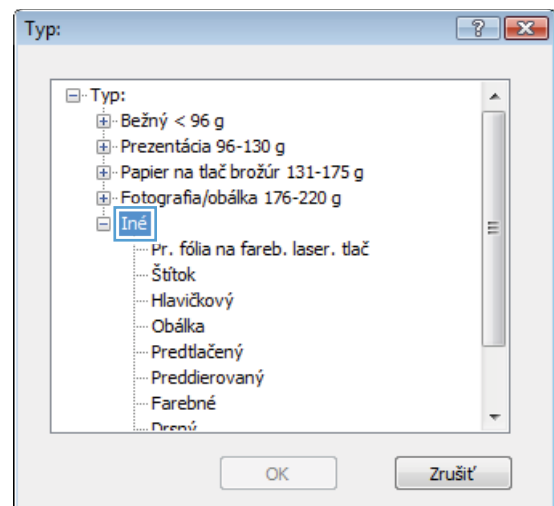 Typ:
Typ:
Bežný < 96 g
Prezentácia 96-130 g
Papier na tlač brožúr 131-175 g
Fotografia/obálka 176-220 g
Iné
Pr. fólia na fareb. laser. tlač
Štítok
Hlavičkový
Obálka
Predtlačený
Preddierovaný
Farebné
Drsný
OK
Zrušiť